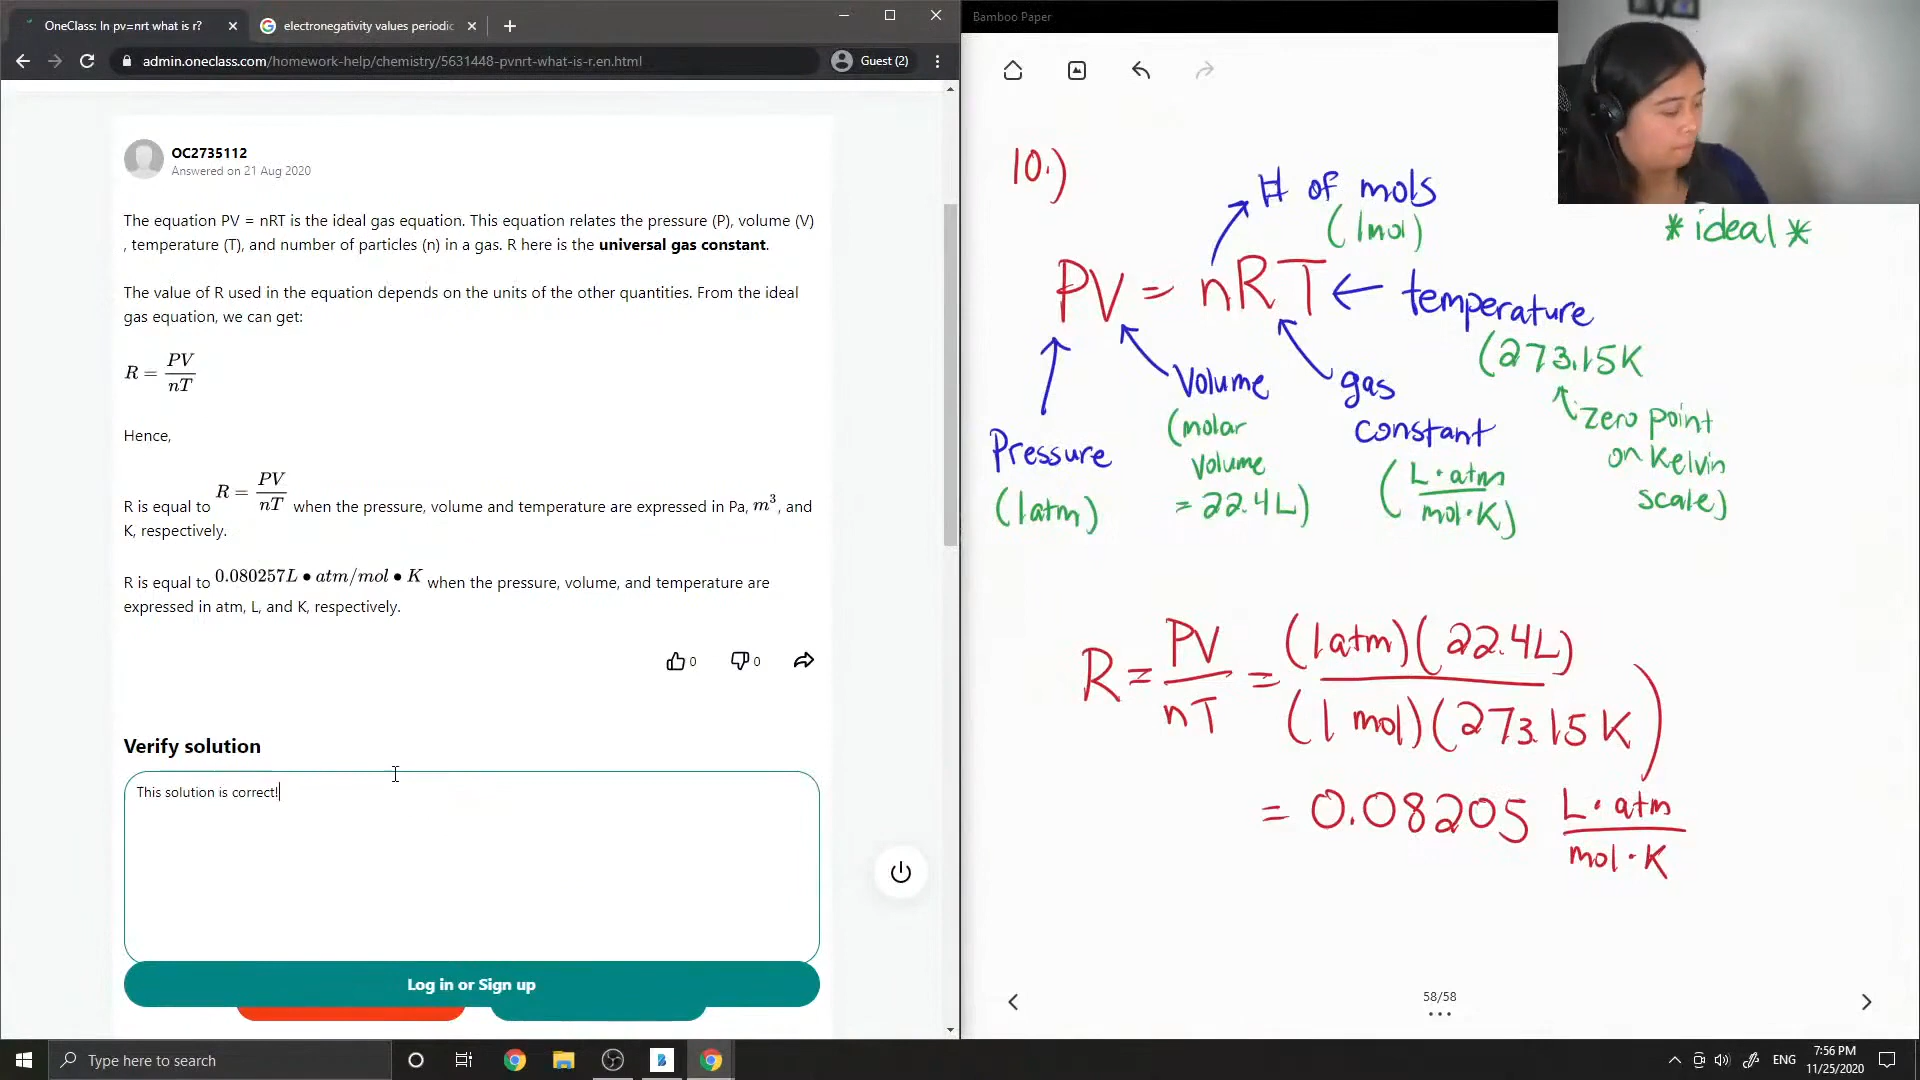 OneClass: In pv=nrt what is r?
electronegativity values periodic
admin.oneclass.com/homework-help/chemistry/5631448-pvnrt-what-is-r.en.html
Guest (2)
OC2735112
Answered on 21 Aug 2020
The equation PV = nRT is the ideal gas equation. This equation relates the pressure (P), volume (V)
, temperature (T), and number of particles (n) in a gas. R here is the universal gas constant.
The value of R used in the equation depends on the units of the other quantities. From the ideal
gas equation, we can get:
R = PV/nT
Hence,
R is equal to R = PV/nT when the pressure, volume and temperature are expressed in Pa, m³, and
K, respectively.
R is equal to 0.080257L • atm/mol • K when the pressure, volume, and temperature are
expressed in atm, L, and K, respectively.
0
0
Verify solution
This solution is correct!
Log in or Sign up
Bamboo Paper
10.)
# of mols
(1mol)
*ideal*
PV = nRT ← temperature
(273.15K
zero point
on Kelvin
scale)
Volume
(molar
Volume
= 22.4L)
gas
constant
(L·atm/mol·K)
Pressure
(1atm)
R = PV/nT = (1atm)(22.4L)/(1 mol)(273.15K)
= 0.08205 L·atm/mol·K
58/58
Type here to search
ENG
7:56 PM
11/25/2020